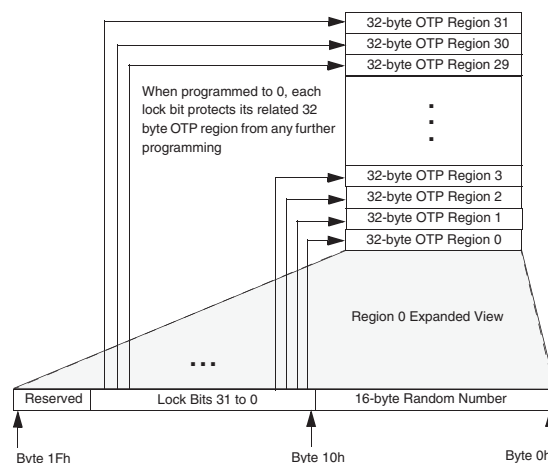 32-byte OTP Region 31
32-byte OTP Region 30
32-byte OTP Region 29
When programmed to 0, each
lock bit protects its related 32
byte OTP region from any further
programming
...
32-byte OTP Region 3
32-byte OTP Region 2
32-byte OTP Region 1
32-byte OTP Region 0
Region 0 Expanded View
...
Reserved Lock Bits 31 to 0 16-byte Random Number
Byte 1Fh Byte 10h Byte 0h